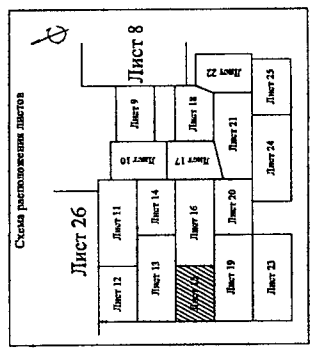 Схема расположения листов
Лист 26
Лист 8
Лист 12
Лист 11
Лист 10
Лист 9
Лист 13
Лист 14
Лист
Лист 16
Лист 17
Лист 18
Лист 19
Лист 20
Лист 21
Лист 22
Лист 23
Лист 24
Лист 25